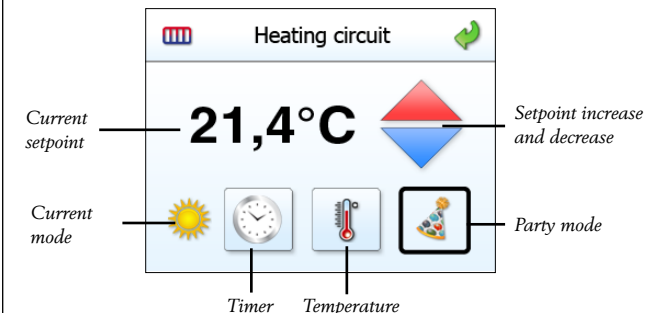 Heating circuit
21,4°C
Current
setpoint
Setpoint increase
and decrease
Current
mode
Party mode
Timer
Temperature